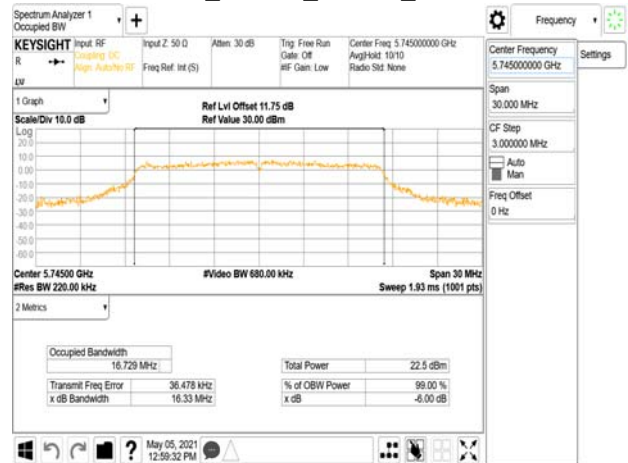 Spectrum Analyzer 1
Occupied BW
Frequency
KEYSIGHT
Input: RF
Coupling: DC
Align: Auto/No RF
Input Z: 50 Ω
Freq Ref: Int (S)
Atten: 30 dB
Trig: Free Run
Gate: Off
#IF Gain: Low
Center Freq: 5.745000000 GHz
Avg|Hold: 10/10
Radio Std: None
R
LU
Center Frequency
5.745000000 GHz
Settings
Span
30.000 MHz
CF Step
3.000000 MHz
Auto
Man
Freq Offset
0 Hz
1 Graph
Ref Lvl Offset 11.75 dB
Scale/Div 10.0 dB
Ref Value 30.00 dBm
Log
20.0
10.0
0.00
-10.0
-20.0
-30.0
-40.0
-50.0
-60.0
Center 5.74500 GHz
#Video BW 680.00 kHz
Span 30 MHz
#Res BW 220.00 kHz
Sweep 1.93 ms (1001 pts)
2 Metrics
Occupied Bandwidth
16.729 MHz
Total Power
22.5 dBm
Transmit Freq Error
36.478 kHz
% of OBW Power
99.00 %
x dB Bandwidth
16.33 MHz
x dB
-6.00 dB
?
May 05, 2021
12:59:32 PM